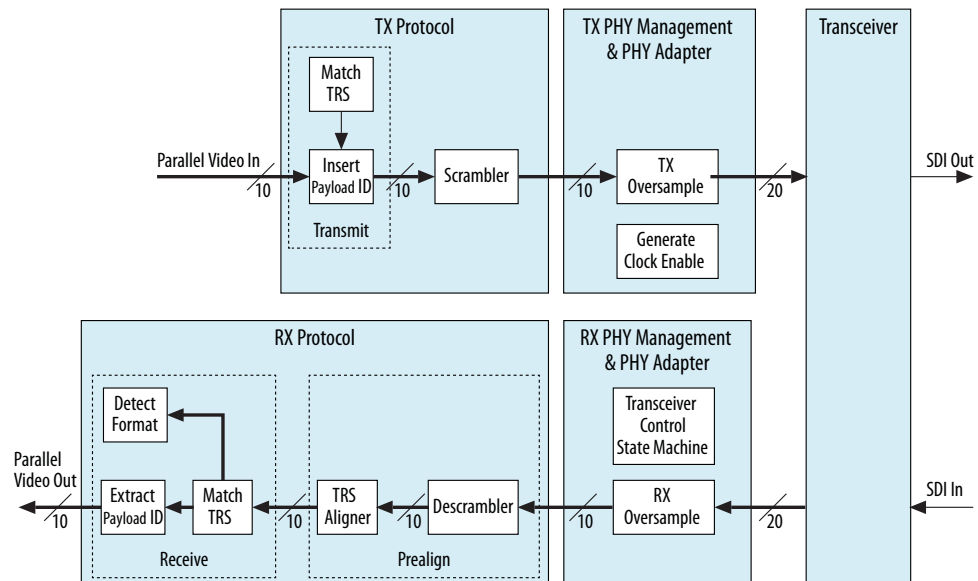 TX Protocol
TX PHY Management
& PHY Adapter
Transceiver
Match
TRS
Parallel Video In
10
Insert
Payload ID
10
Scrambler
10
TX
Oversample
20
SDI Out
Transmit
Generate
Clock Enable
RX Protocol
RX PHY Management
& PHY Adapter
Detect
Format
Transceiver
Control
State Machine
Parallel
Video Out
10
Extract
Payload ID
Match
TRS
10
TRS
Aligner
10
Descrambler
10
RX
Oversample
20
SDI In
Receive
Prealign